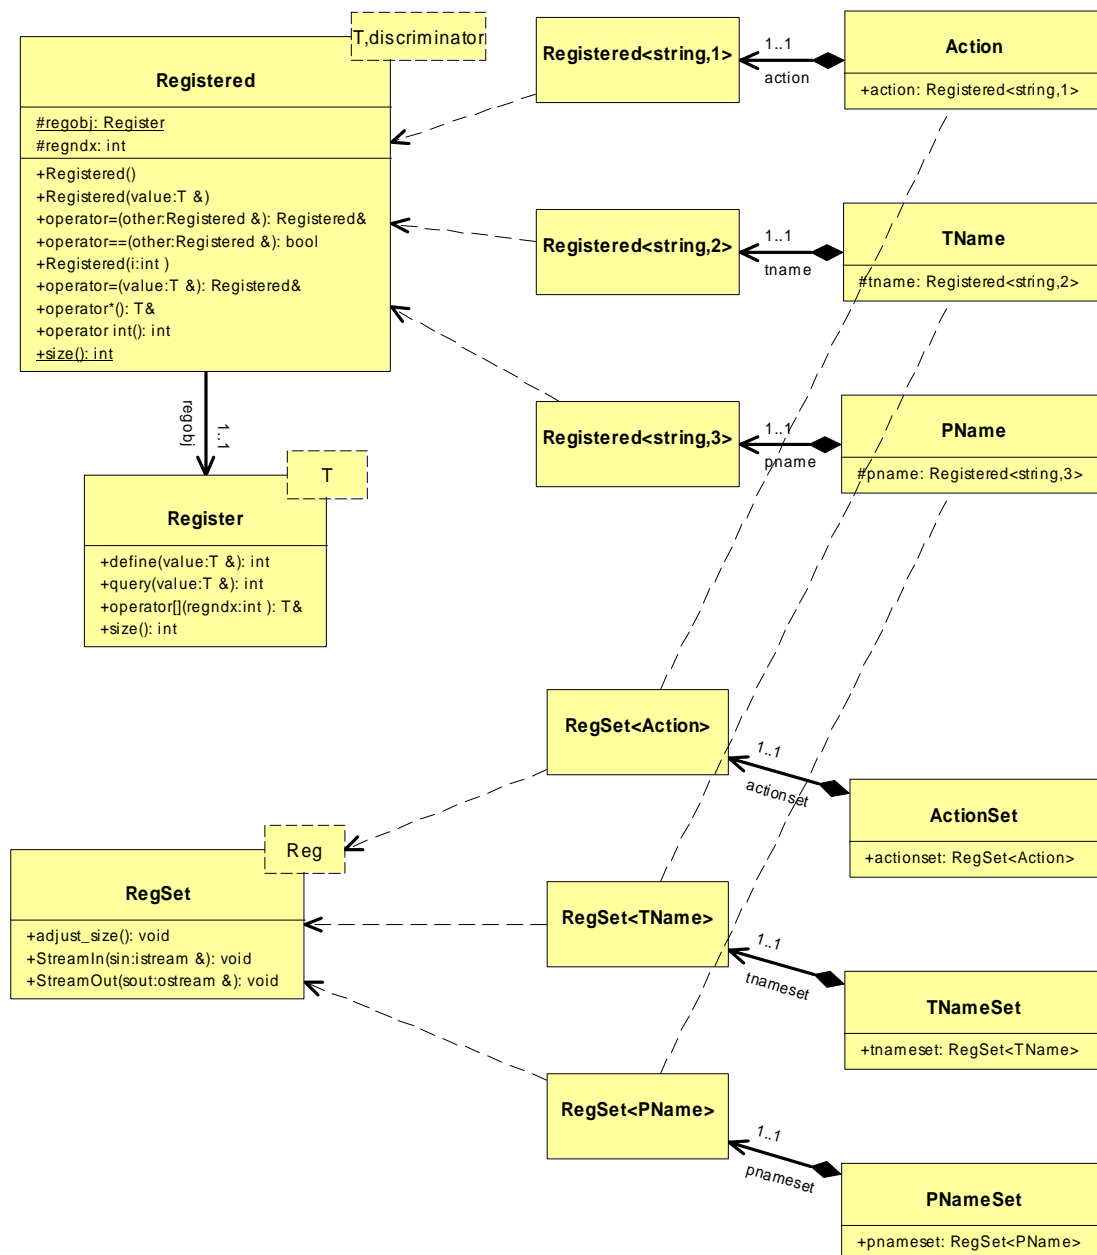 T,discriminator
Registered
#regobj: Register
#regndx: int
+Registered()
+Registered(value:T &)
+operator=(other:Registered &): Registered&
+operator==(other:Registered &): bool
+Registered(i:int )
+operator=(value:T &): Registered&
+operator*(): T&
+operator int(): int
+size(): int
regobj
1..1
T
Register
+define(value:T &): int
+query(value:T &): int
+operator[](regndx:int ): T&
+size(): int
Registered<string,1>
1..1
action
Action
+action: Registered<string,1>
Registered<string,2>
1..1
tname
TName
#tname: Registered<string,2>
Registered<string,3>
1..1
pname
PName
#pname: Registered<string,3>
Reg
RegSet
+adjust_size(): void
+StreamIn(sin:istream &): void
+StreamOut(sout:ostream &): void
RegSet<Action>
1..1
actionset
ActionSet
+actionset: RegSet<Action>
RegSet<TName>
1..1
tnameset
TNameSet
+tnameset: RegSet<TName>
RegSet<PName>
1..1
pnameset
PNameSet
+pnameset: RegSet<PName>